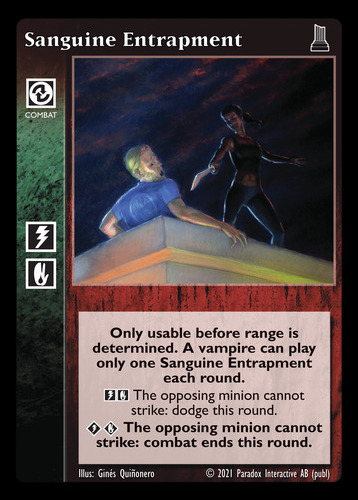 Sanguine Entrapment
COMBAT
Only usable before range is
determined. A vampire can play
only one Sanguine Entrapment
each round.
The opposing minion cannot
strike: dodge this round.
The opposing minion cannot
strike: combat ends this round.
Illus: Ginés Quiñonero
© 2021 Paradox Interactive AB (publ)